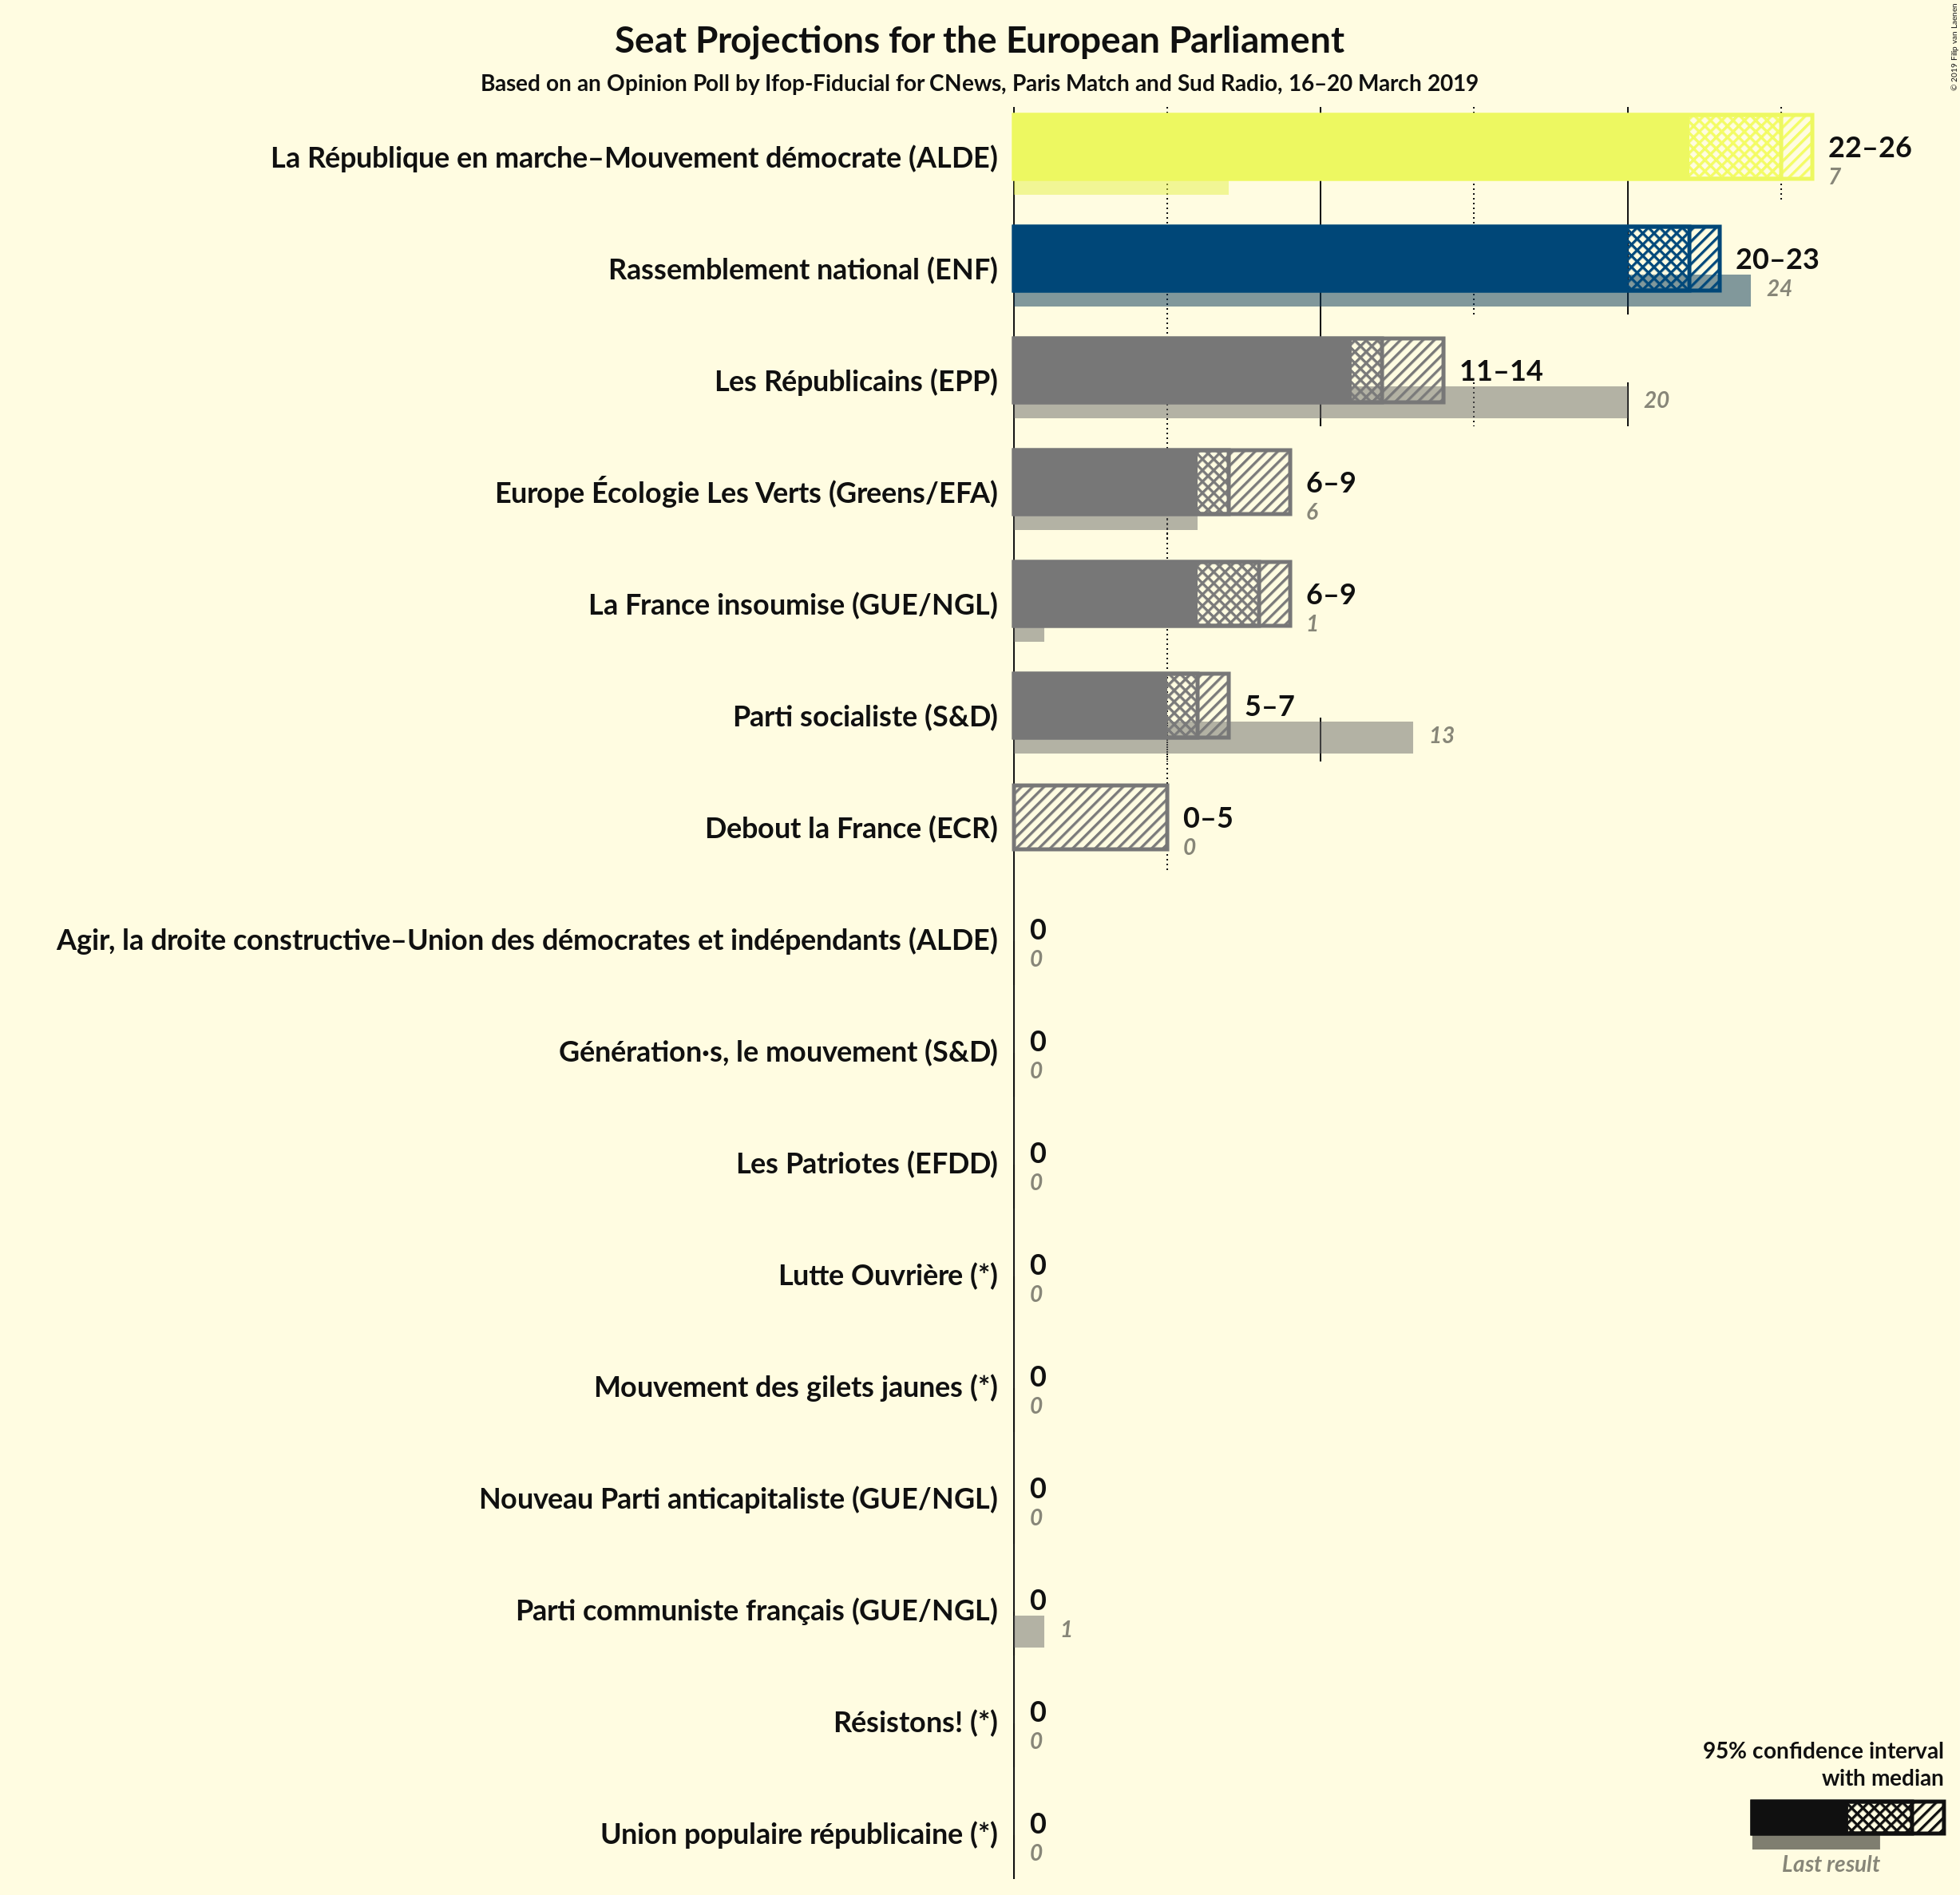 Seat Projections for the European Parliament
Based on an Opinion Poll by Ifop-Fiducial for CNews, Paris Match and Sud Radio, 16–20 March 2019
© 2019 Filip van Laenen
La République en marche–Mouvement démocrate (ALDE)
22–26
7
Rassemblement national (ENF)
20–23
24
Les Républicains (EPP)
11–14
20
Europe Écologie Les Verts (Greens/EFA)
6–9
6
La France insoumise (GUE/NGL)
6–9
1
Parti socialiste (S&D)
5–7
13
Debout la France (ECR)
0–5
0
Agir, la droite constructive–Union des démocrates et indépendants (ALDE)
0
0
Génération·s, le mouvement (S&D)
0
0
Les Patriotes (EFDD)
0
0
Lutte Ouvrière (*)
0
0
Mouvement des gilets jaunes (*)
0
0
Nouveau Parti anticapitaliste (GUE/NGL)
0
0
Parti communiste français (GUE/NGL)
0
1
Résistons! (*)
0
0
Union populaire républicaine (*)
0
0
95% confidence interval
with median
Last result